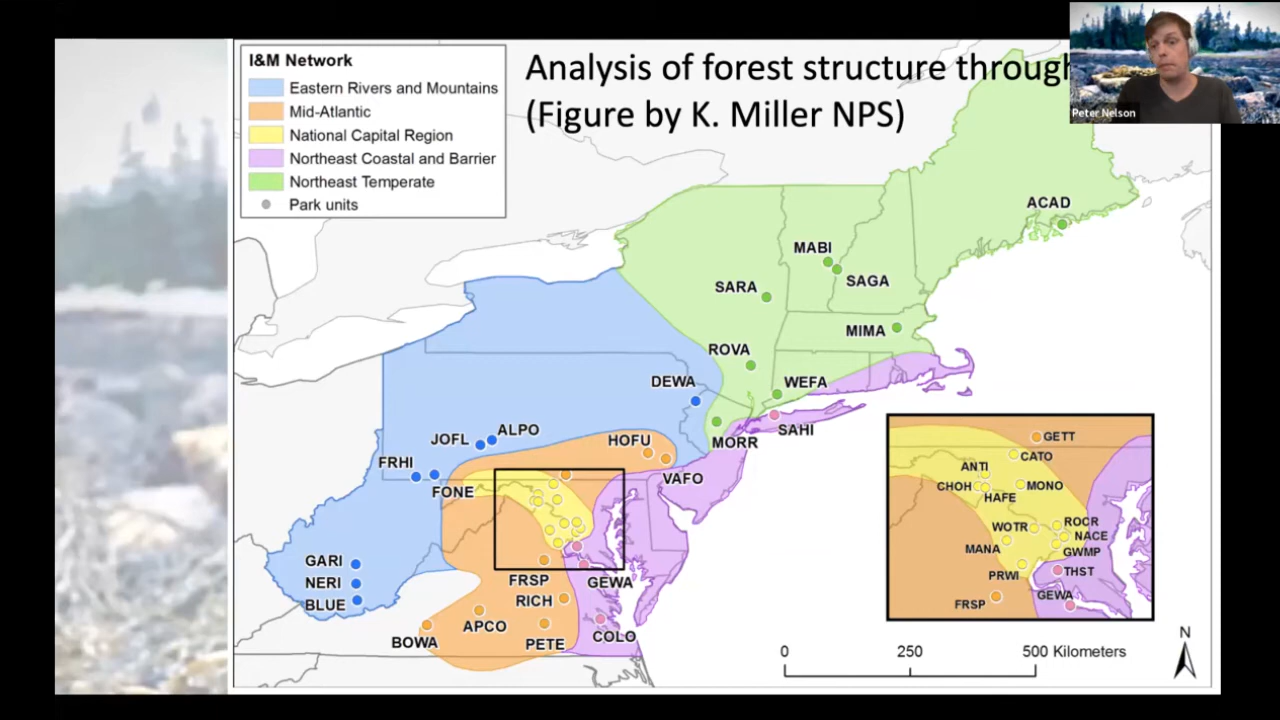 I&M Network
Eastern Rivers and Mountains
Mid-Atlantic
National Capital Region
Northeast Coastal and Barrier
Northeast Temperate
Park units
Analysis of forest structure through
(Figure by K. Miller NPS)
Peter Nelson
ACAD
MABI
SAGA
SARA
MIMA
ROVA
DEWA
WEFA
SAHI
MORR
JOFL
ALPO
HOFU
FRHI
FONE
VAFO
GARI
NERI
BLUE
FRSP
GEWA
RICH
APCO
COLO
BOWA
PETE
GETT
CATO
ANTI
CHOH
MONO
HAFE
WOTR
ROCR
NACE
MANA
GWMP
PRWI
THST
GEWA
FRSP
0
250
500 Kilometers
N